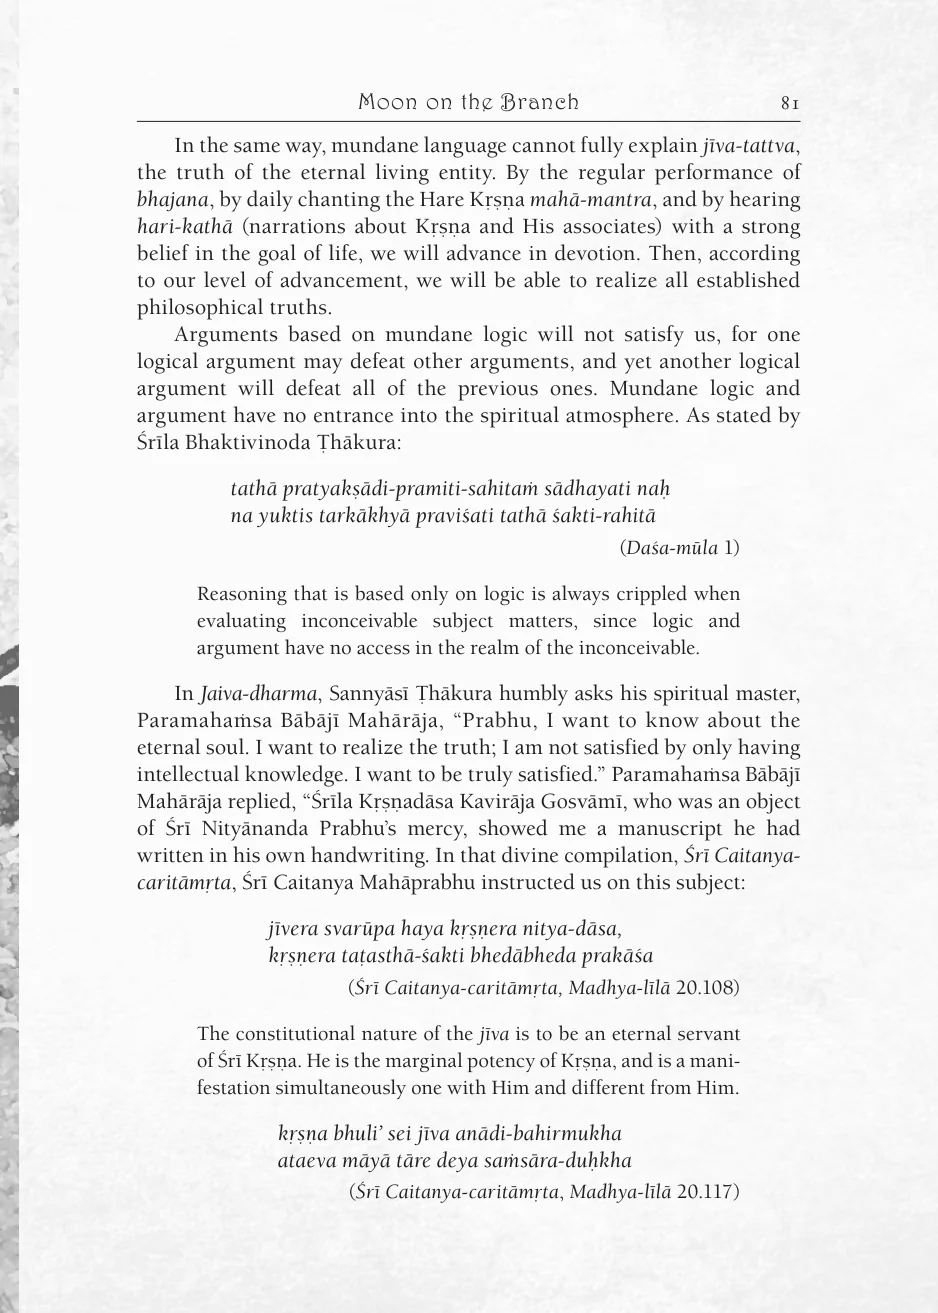 Moon on the Branch 81
In the same way, mundane language cannot fully explain jīva-tattva,
the truth of the eternal living entity. By the regular performance of
bhajana, by daily chanting the Hare Kṛṣṇa mahā-mantra, and by hearing
hari-kathā (narrations about Kṛṣṇa and His associates) with a strong
belief in the goal of life, we will advance in devotion. Then, according
to our level of advancement, we will be able to realize all established
philosophical truths.
Arguments based on mundane logic will not satisfy us, for one
logical argument may defeat other arguments, and yet another logical
argument will defeat all of the previous ones. Mundane logic and
argument have no entrance into the spiritual atmosphere. As stated by
Śrīla Bhaktivinoda Ṭhākura:
tathā pratyakṣādi-pramiti-sahitaṁ sādhayati naḥ
na yuktis tarkākhyā praviśati tathā śakti-rahitā
(Daśa-mūla 1)
Reasoning that is based only on logic is always crippled when
evaluating inconceivable subject matters, since logic and
argument have no access in the realm of the inconceivable.
In Jaiva-dharma, Sannyāsī Ṭhākura humbly asks his spiritual master,
Paramahaṁsa Bābājī Mahārāja, “Prabhu, I want to know about the
eternal soul. I want to realize the truth; I am not satisfied by only having
intellectual knowledge. I want to be truly satisfied.” Paramahaṁsa Bābājī
Mahārāja replied, “Śrīla Kṛṣṇadāsa Kavirāja Gosvāmī, who was an object
of Śrī Nityānanda Prabhu’s mercy, showed me a manuscript he had
written in his own handwriting. In that divine compilation, Śrī Caitanya-
caritāmṛta, Śrī Caitanya Mahāprabhu instructed us on this subject:
jīvera svarūpa haya kṛṣṇera nitya-dāsa,
kṛṣṇera taṭasthā-śakti bhedābheda prakāśa
(Śrī Caitanya-caritāmṛta, Madhya-līlā 20.108)
The constitutional nature of the jīva is to be an eternal servant
of Śrī Kṛṣṇa. He is the marginal potency of Kṛṣṇa, and is a mani-
festation simultaneously one with Him and different from Him.
kṛṣṇa bhuli’ sei jīva anādi-bahirmukha
ataeva māyā tāre deya saṁsāra-duḥkha
(Śrī Caitanya-caritāmṛta, Madhya-līlā 20.117)